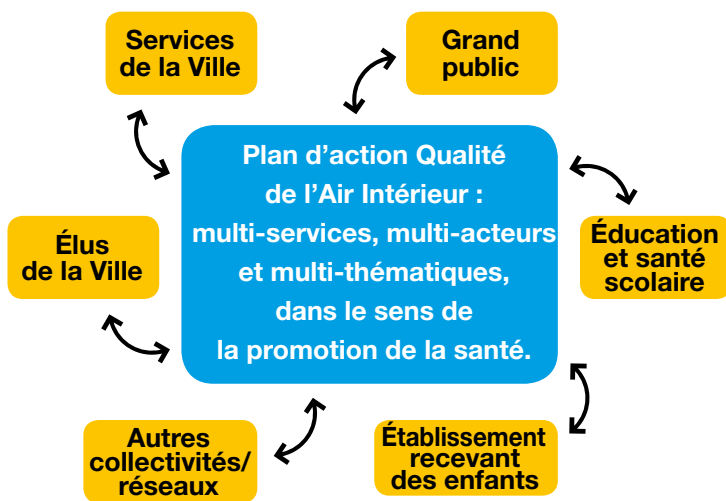 Services
de la Ville
Grand
public
Plan d’action Qualité
de l’Air Intérieur :
multi-services, multi-acteurs
et multi-thématiques,
dans le sens de
la promotion de la santé.
Élus
de la Ville
Éducation
et santé
scolaire
Autres
collectivités/
réseaux
Établissement
recevant
des enfants